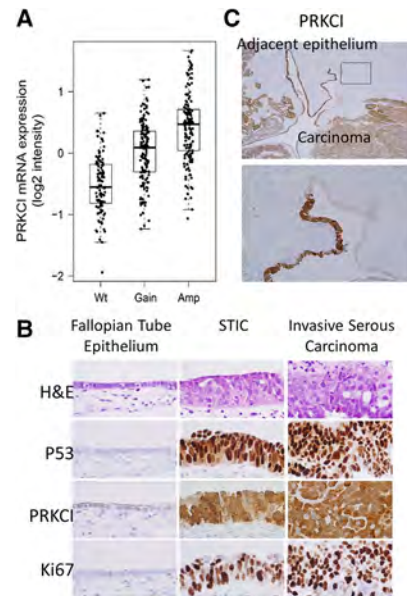 A
PRKCI mRNA expression
(log2 intensity)
1
0
−1
−2
Wt Gain Amp
C
PRKCI
Adjacent epithelium
Carcinoma
B
Fallopian Tube
Epithelium
STIC
Invasive Serous
Carcinoma
H&E
P53
PRKCI
Ki67